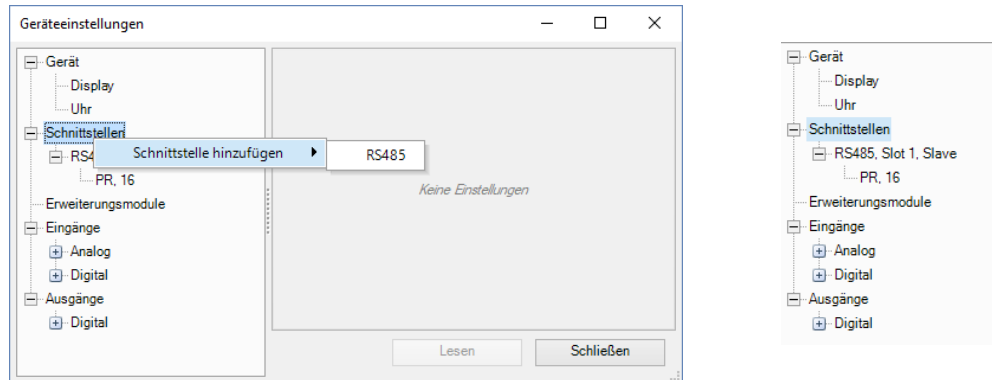 Geräteeinstellungen
Gerät
Display
Uhr
Schnittstellen
Schnittstelle hinzufügen
RS485
RS4
PR, 16
Keine Einstellungen
Erweiterungsmodule
Eingänge
Analog
Digital
Ausgänge
Digital
Lesen
Schließen
Gerät
Display
Uhr
Schnittstellen
RS485, Slot 1, Slave
PR, 16
Erweiterungsmodule
Eingänge
Analog
Digital
Ausgänge
Digital